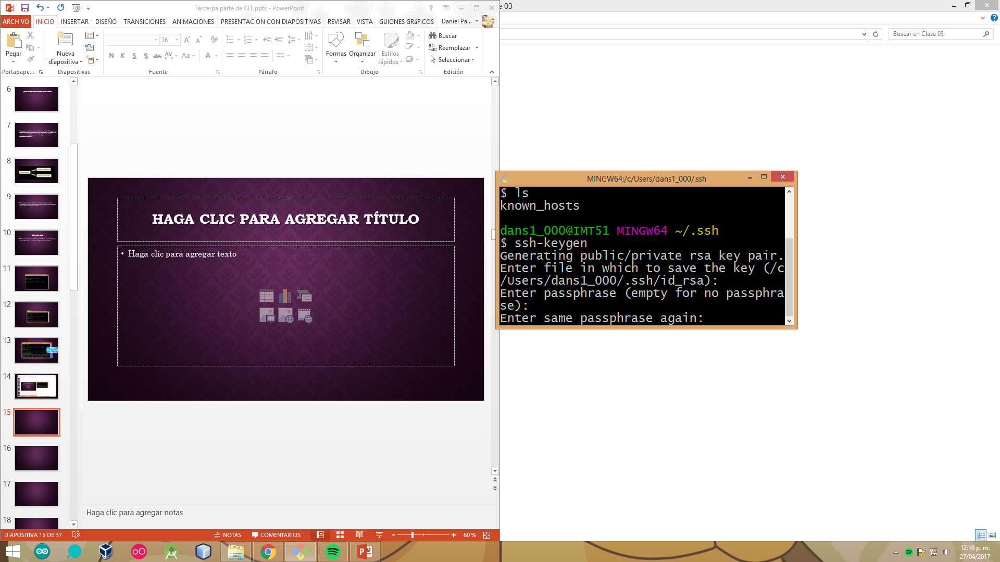 Tercerpa parte de GIT.pptx - PowerPoint
e 03
ARCHIVO INICIO INSERTAR DISEÑO TRANSICIONES ANIMACIONES PRESENTACIÓN CON DIAPOSITIVAS REVISAR VISTA GUIONES GRáFICOS Daniel Pa...
Buscar en Clase 03
36
Pegar
Nueva diapositiva
Formas Organizar Estilos rápidos
Buscar
Reemplazar
Seleccionar
N K S S abc AV Aa A
Portapape... Diapositivas Fuente Párrafo Dibujo Edición
6
7
8
9
10
11
12
13
14
15
16
17
18
HAGA CLIC PARA AGREGAR TÍTULO
• Haga clic para agregar texto
MINGW64:/c/Users/dans1_000/.ssh
$ ls
known_hosts
dans1_000@IMT51 MINGW64 ~/.ssh
$ ssh-keygen
Generating public/private rsa key pair.
Enter file in which to save the key (/c
/Users/dans1_000/.ssh/id_rsa):
Enter passphrase (empty for no passphra
se):
Enter same passphrase again:
Haga clic para agregar notas
DIAPOSITIVA 15 DE 37 NOTAS COMENTARIOS 60 %
12:10 p. m.
27/04/2017